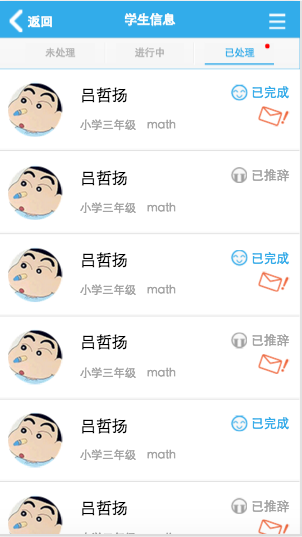 返回 学生信息
未处理 进行中 已处理
吕哲扬 已完成
小学三年级 math
吕哲扬 已推辞
小学三年级 math
吕哲扬 已完成
小学三年级 math
吕哲扬 已推辞
小学三年级 math
吕哲扬 已完成
小学三年级 math
吕哲扬 已推辞